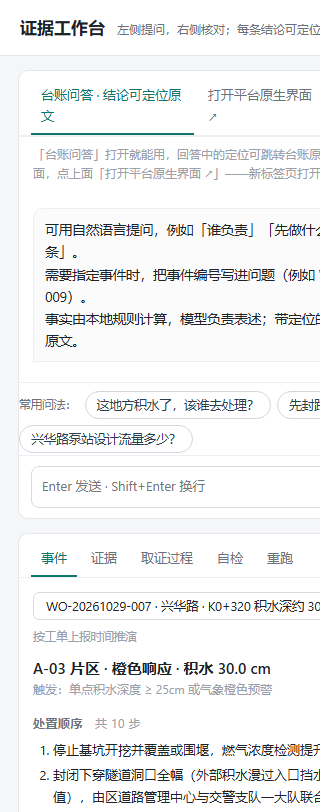 证据工作台 左侧提问，右侧核对；每条结论可定位
台账问答 · 结论可定位原文
打开平台原生界面 ↗
「台账问答」打开就能用，回答中的定位可跳转台账原
面，点上面「打开平台原生界面 ↗」——新标签页打开
可用自然语言提问，例如「谁负责」「先做什么
条」。
需要指定事件时，把事件编号写进问题（例如
009）。
事实由本地规则计算，模型负责表述；带定位的
原文。
常用问法： 这地方积水了，该谁去处理？ 先封路
兴华路泵站设计流量多少？
Enter 发送 · Shift+Enter 换行
事件 证据 取证过程 自检 重跑
WO-20261029-007 · 兴华路 · K0+320 积水深约 30
按工单上报时间推演
A-03 片区 · 橙色响应 · 积水 30.0 cm
触发：单点积水深度 ≥ 25cm 或气象橙色预警
处置顺序 共 10 步
1. 停止基坑开挖并覆盖或围堰，燃气浓度检测提升
2. 封闭下穿隧道洞口全幅（外部积水漫过入口挡水
值），由区道路管理中心与交警支队一大队联合